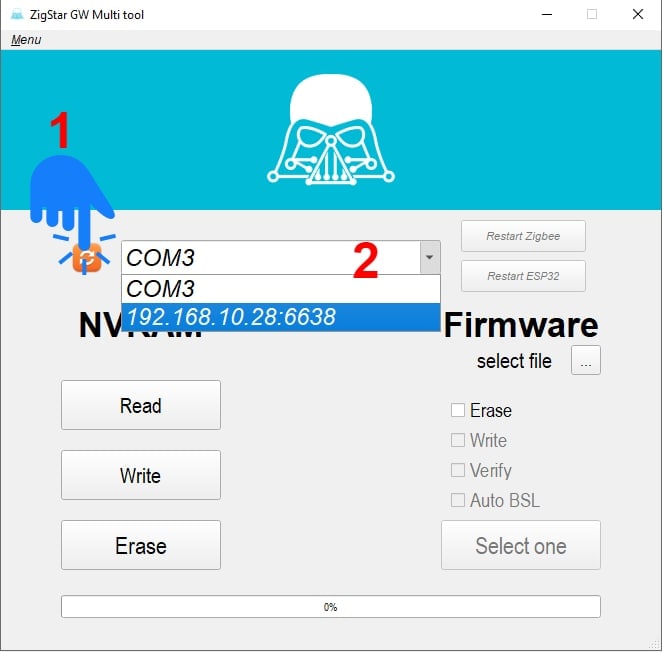 ZigStar GW Multi tool
Menu
1
COM3
2
COM3
192.168.10.28:6638
Restart Zigbee
Restart ESP32
NVRAM
Firmware
select file
...
Read
Write
Erase
Erase
Write
Verify
Auto BSL
Select one
0%